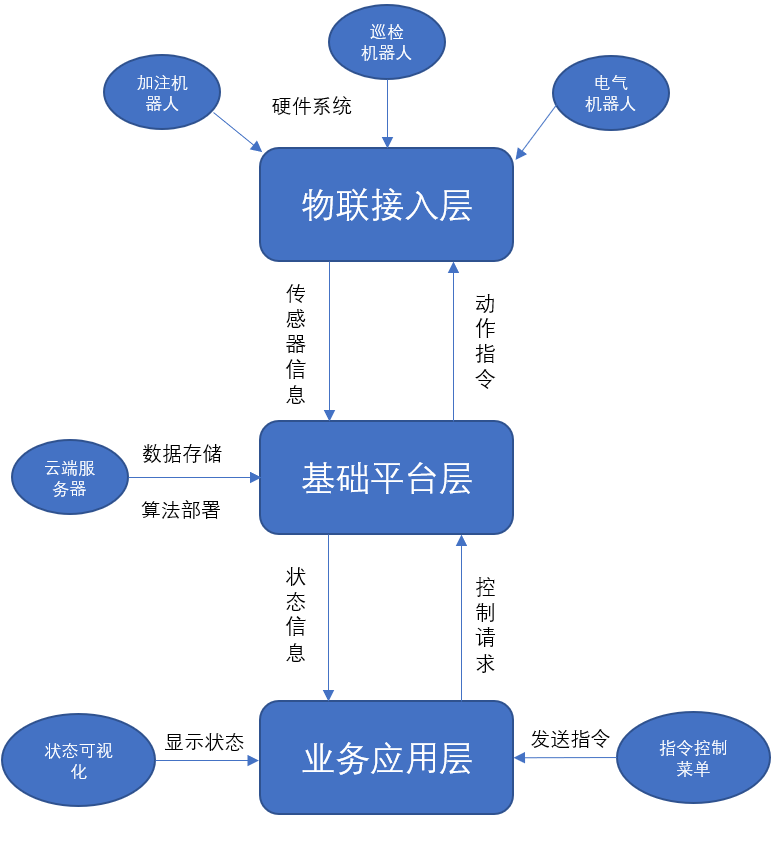 巡检
机器人
加注机
器人
电气
机器人
硬件系统
物联接入层
传
感
器
信
息
动
作
指
令
云端服
务器
数据存储
算法部署
基础平台层
状
态
信
息
控
制
请
求
状态可视
化
显示状态
业务应用层
发送指令
指令控制
菜单